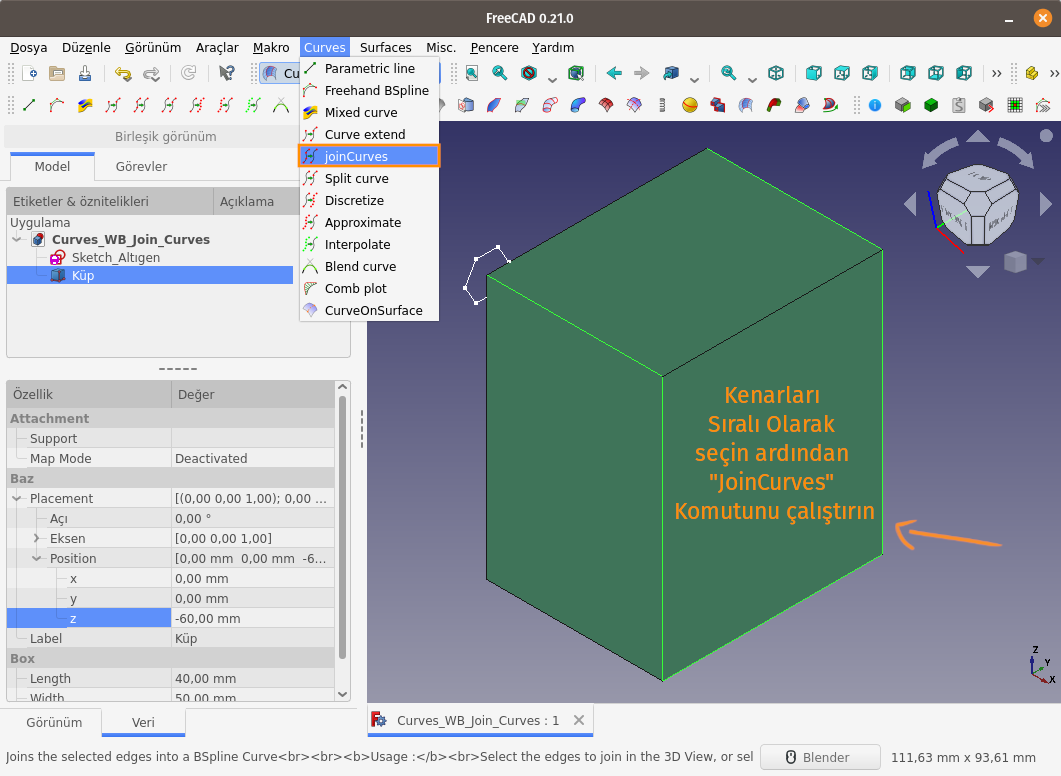 FreeCAD 0.21.0
Dosya Düzenle Görünüm Araçlar Makro Curves Surfaces Misc. Pencere Yardım
Cu
Parametric line
Freehand BSpline
Mixed curve
Curve extend
joinCurves
Split curve
Discretize
Approximate
Interpolate
Blend curve
Comb plot
CurveOnSurface
Birleşik görünüm
Model Görevler
Etiketler & öznitelikleri Açıklama
Uygulama
Curves_WB_Join_Curves
Sketch_Altıgen
Küp
Özellik Değer
Attachment
Support
Map Mode Deactivated
Baz
Placement [(0,00 0,00 1,00); 0,00 ...
Açı 0,00 °
Eksen [0,00 0,00 1,00]
Position [0,00 mm 0,00 mm -6...
x 0,00 mm
y 0,00 mm
z -60,00 mm
Label Küp
Box
Length 40,00 mm
Width 50,00 mm
Görünüm Veri
Kenarları
Sıralı Olarak
seçin ardından
"JoinCurves"
Komutunu çalıştırın
Z
Y
X
Curves_WB_Join_Curves : 1
Joins the selected edges into a BSpline Curve<br><br><b>Usage :</b><br>Select the edges to join in the 3D View, or sel
Blender
111,63 mm x 93,61 mm